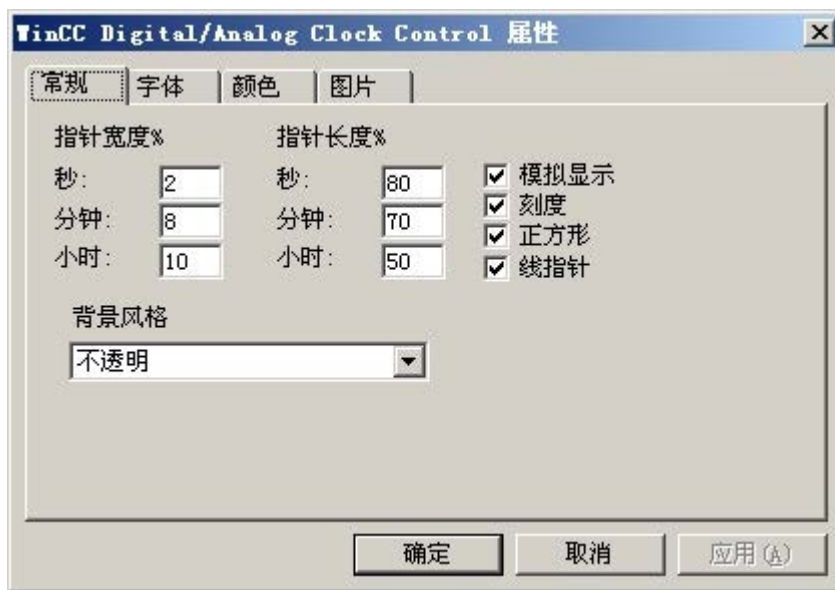 WinCC Digital/Analog Clock Control 属性
常规 字体 颜色 图片
指针宽度% 指针长度%
秒: 2 秒: 80 模拟显示
分钟: 8 分钟: 70 刻度
小时: 10 小时: 50 正方形
线指针
背景风格
不透明
确定 取消 应用(A)